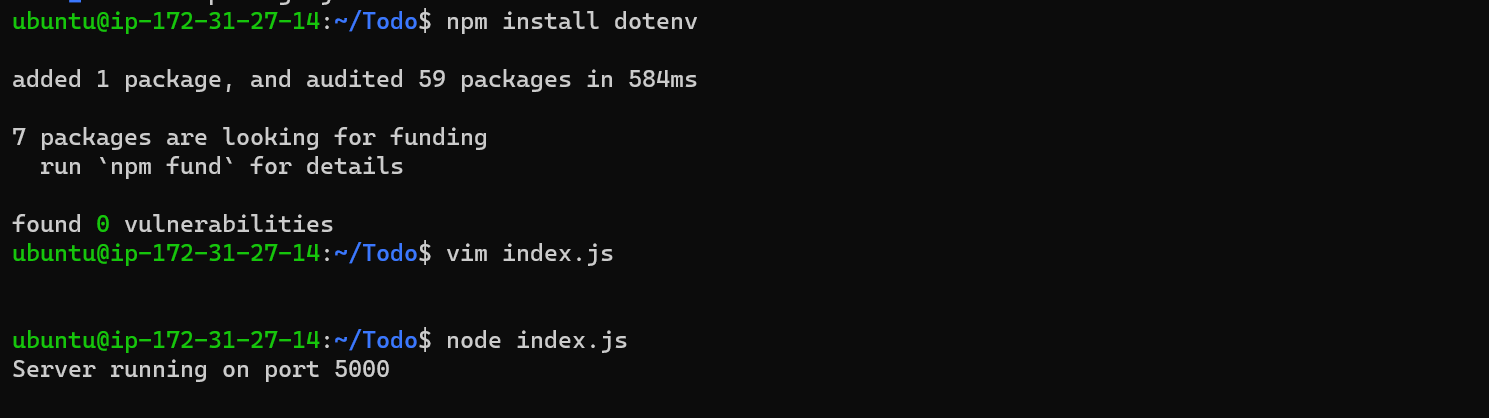 ubuntu@ip-172-31-27-14:~/Todo$ npm install dotenv
added 1 package, and audited 59 packages in 584ms
7 packages are looking for funding
  run `npm fund` for details
found 0 vulnerabilities
ubuntu@ip-172-31-27-14:~/Todo$ vim index.js
ubuntu@ip-172-31-27-14:~/Todo$ node index.js
Server running on port 5000